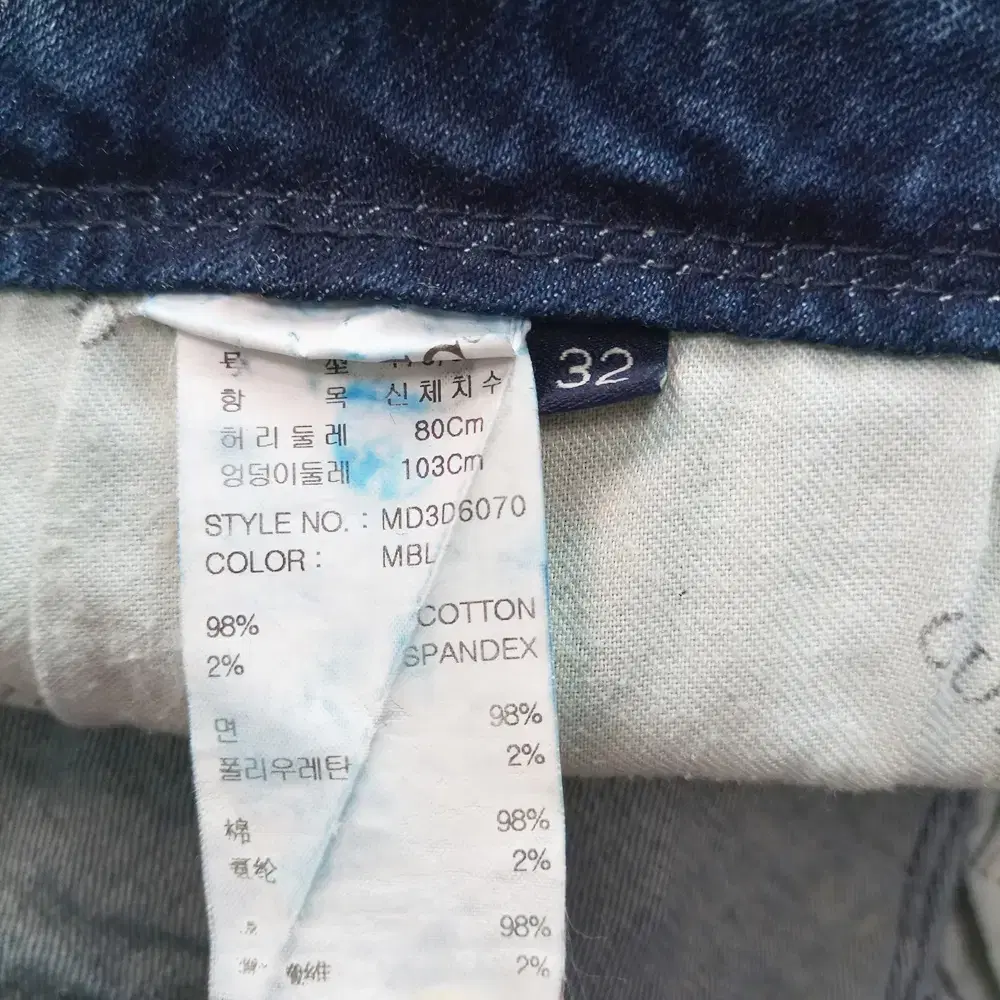 32
항 목 신체치수
허리둘레 80Cm
엉덩이둘레 103Cm
STYLE NO. : MD3D6070
COLOR : MBL
98% COTTON
2% SPANDEX
면 98%
폴리우레탄 2%
棉 98%
2%
98%
2%